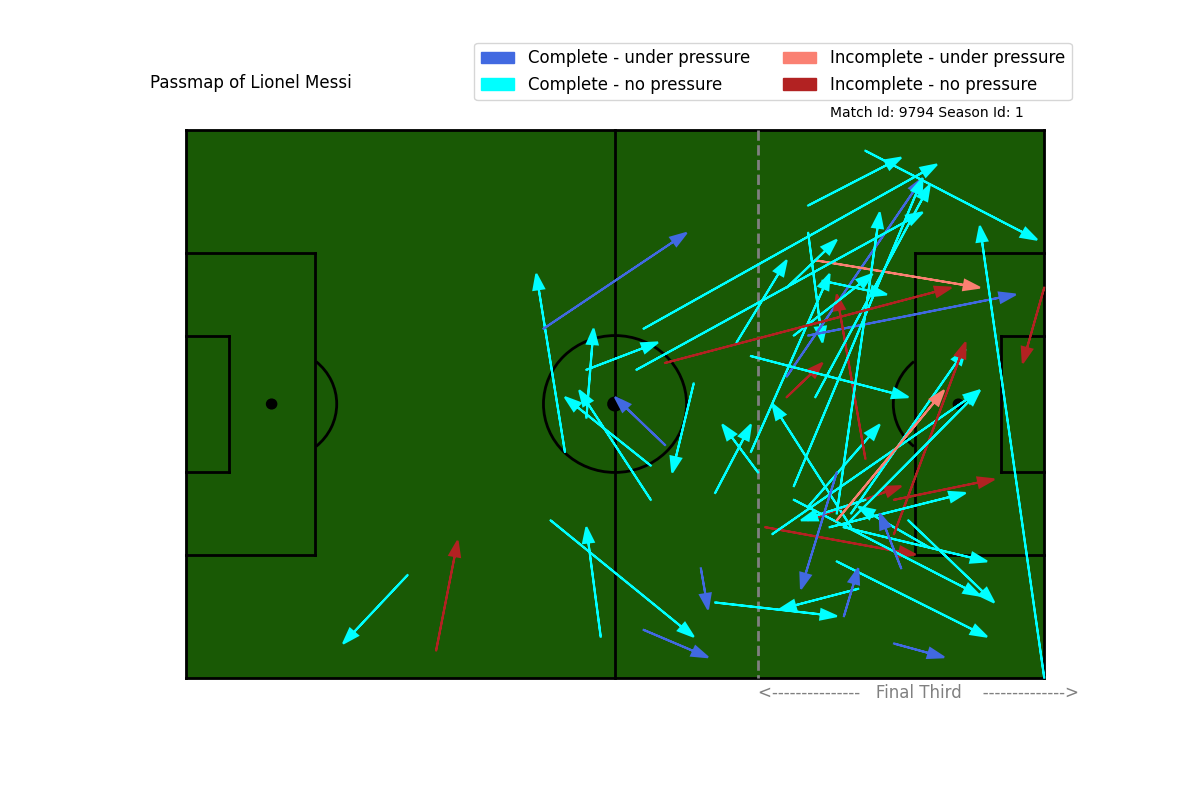 Passmap of Lionel Messi
Complete - under pressure
Complete - no pressure
Incomplete - under pressure
Incomplete - no pressure
Match Id: 9794 Season Id: 1
<--------------- Final Third -------------->